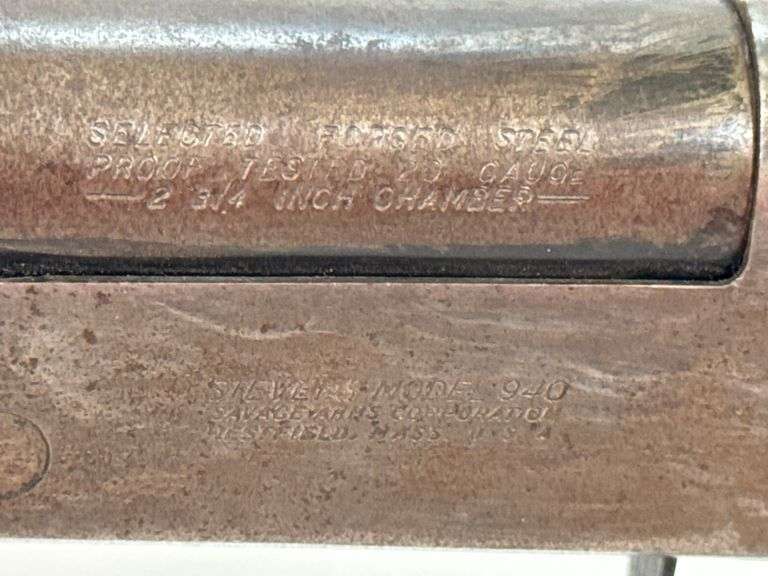 SELECTED FORGED STEEL
PROOF TESTED 20 GAUGE
— 2 3/4 INCH CHAMBER —
STEVENS MODEL 940
SAVAGE ARMS CORPORATION
WESTFIELD, MASS. U.S.A.